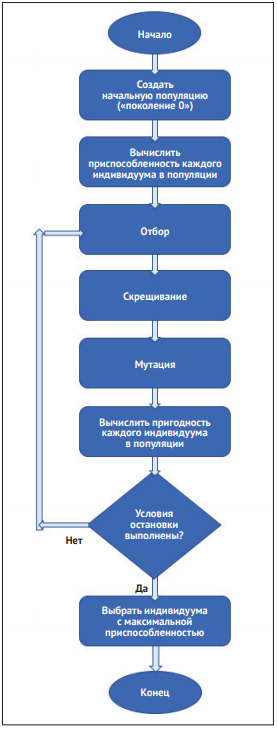 Начало
Создать
начальную популяцию
(«поколение 0»)
Вычислить
приспособленность каждого
индивидуума в популяции
Отбор
Скрещивание
Мутация
Вычислить пригодность
каждого индивидуума
в популяции
Условия
остановки
выполнены?
Нет
Да
Выбрать индивидуума
с максимальной
приспособленностью
Конец